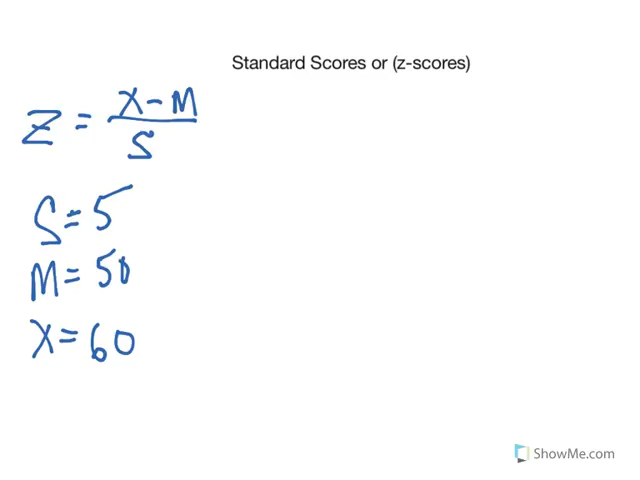 Standard Scores or (z-scores)
Z = X - M / S
S = 5
M = 50
X = 60
ShowMe.com